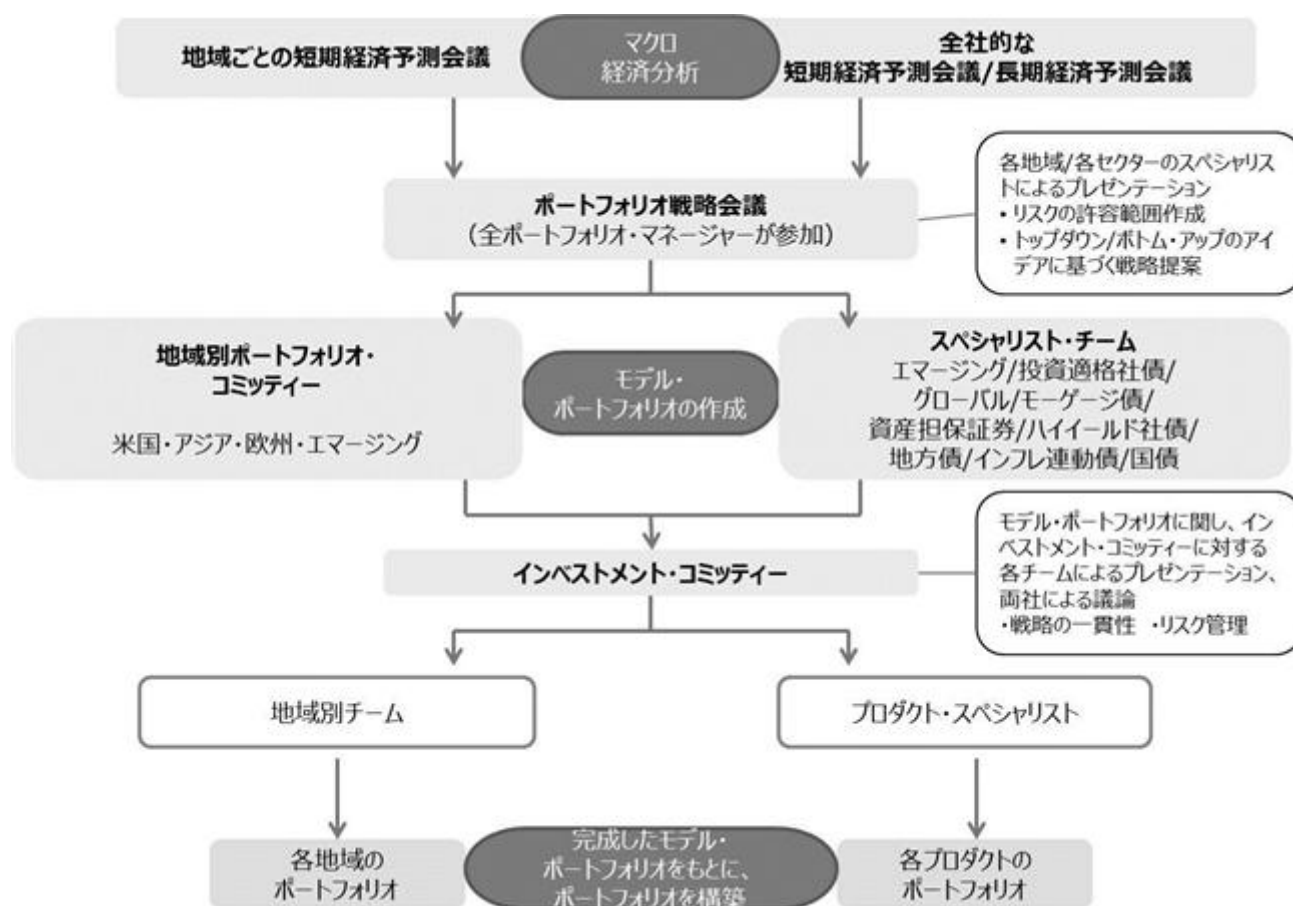 地域ごとの短期経済予測会議
マクロ
経済分析
全社的な
短期経済予測会議/長期経済予測会議
各地域/各セクターのスペシャリス
トによるプレゼンテーション
• リスクの許容範囲作成
• トップダウン/ボトム・アップのアイ
デアに基づく戦略提案
ポートフォリオ戦略会議
（全ポートフォリオ・マネージャーが参加）
地域別ポートフォリオ・
コミッティー
米国・アジア・欧州・エマージング
モデル・
ポートフォリオの作成
スペシャリスト・チーム
エマージング/投資適格社債/
グローバル/モーゲージ債/
資産担保証券/ハイイールド社債/
地方債/インフレ連動債/国債
インベストメント・コミッティー
モデル・ポートフォリオに関し、イン
ベストメント・コミッティーに対する
各チームによるプレゼンテーション、
両社による議論
・戦略の一貫性 ・リスク管理
地域別チーム
プロダクト・スペシャリスト
各地域の
ポートフォリオ
完成したモデル・
ポートフォリオをもとに、
ポートフォリオを構築
各プロダクトの
ポートフォリオ